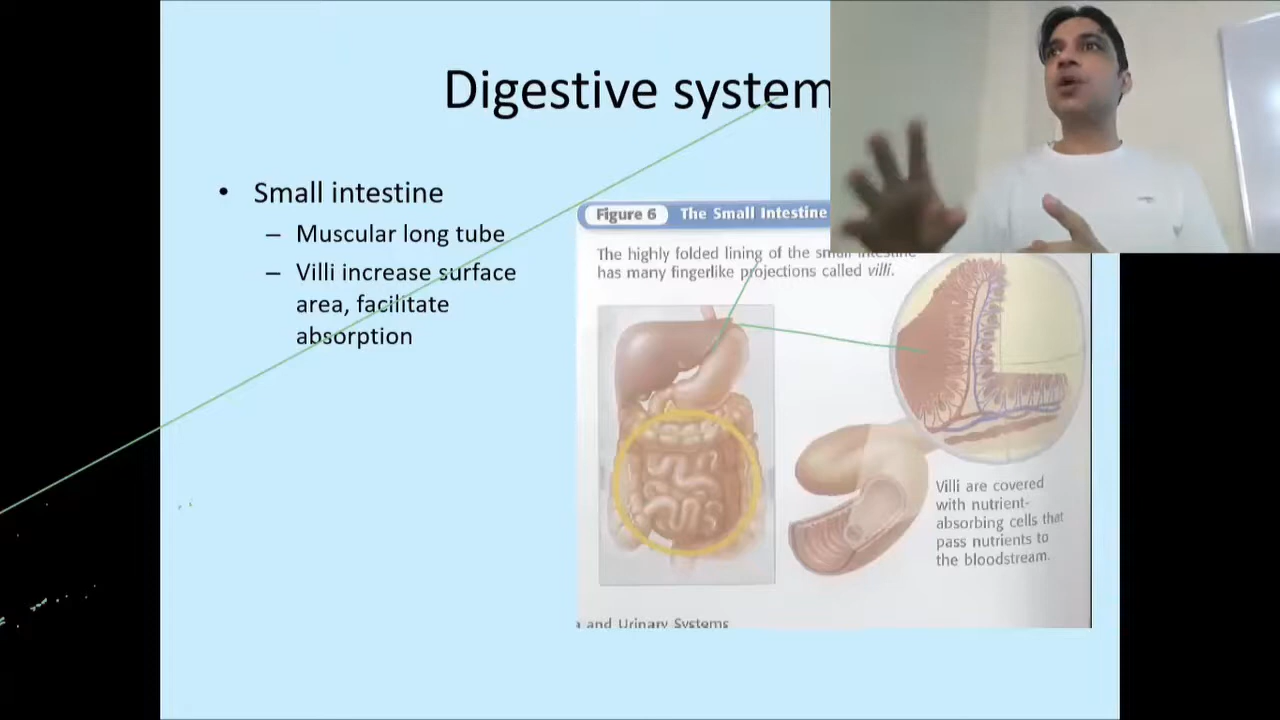 Digestive system
• Small intestine
– Muscular long tube
– Villi increase surface
area, facilitate
absorption
Figure 6 The Small Intestine
The highly folded lining of the small intestine
has many fingerlike projections called villi.
Villi are covered
with nutrient-
absorbing cells that
pass nutrients to
the bloodstream.
and Urinary Systems